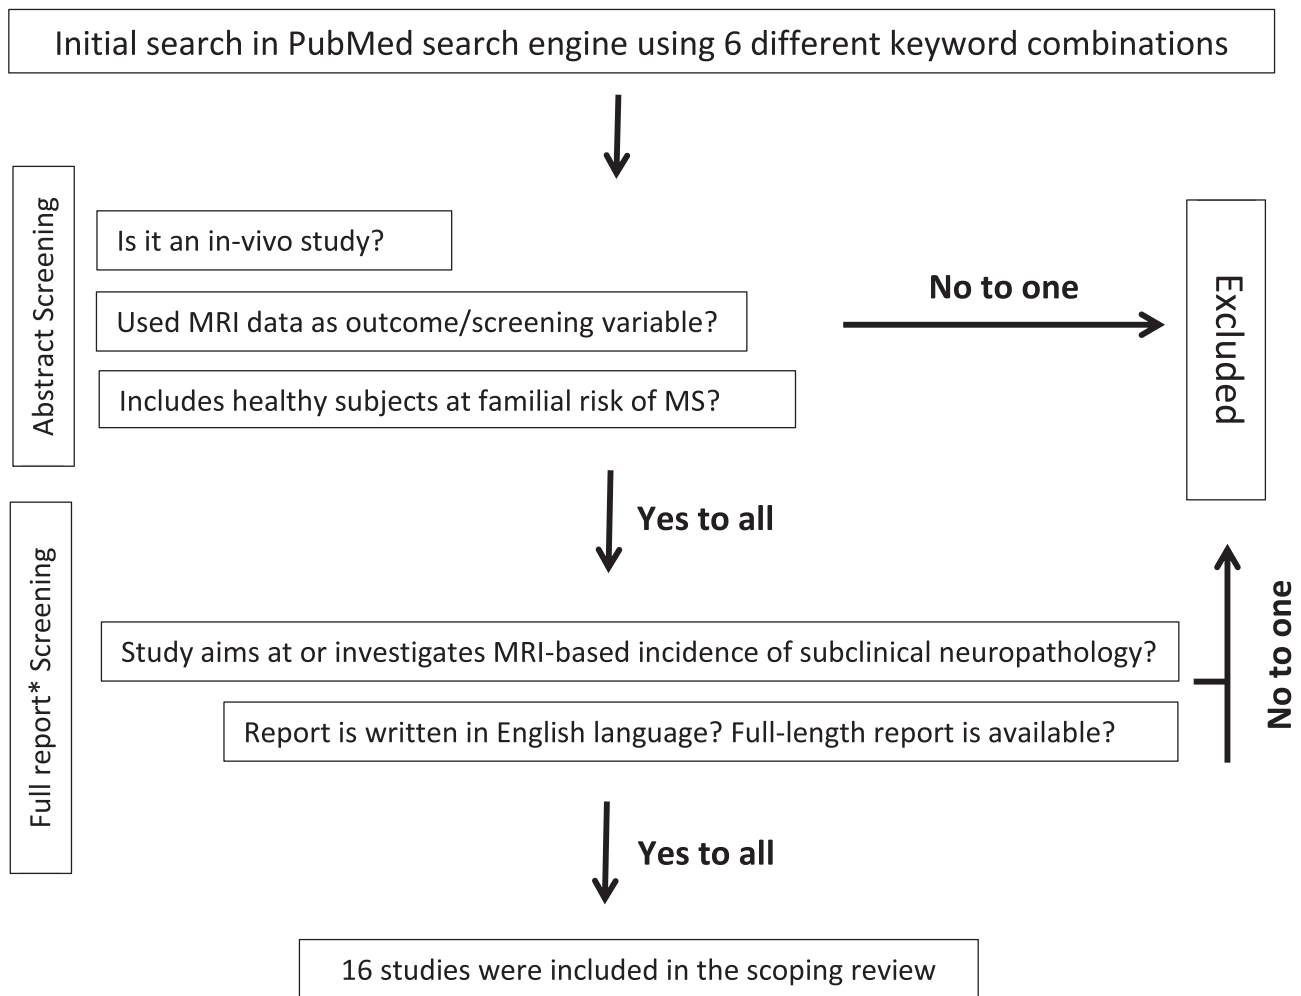 Initial search in PubMed search engine using 6 different keyword combinations
Abstract Screening
Is it an in-vivo study?
Used MRI data as outcome/screening variable?
Includes healthy subjects at familial risk of MS?
No to one
Excluded
Yes to all
Full report* Screening
Study aims at or investigates MRI-based incidence of subclinical neuropathology?
Report is written in English language? Full-length report is available?
No to one
Yes to all
16 studies were included in the scoping review